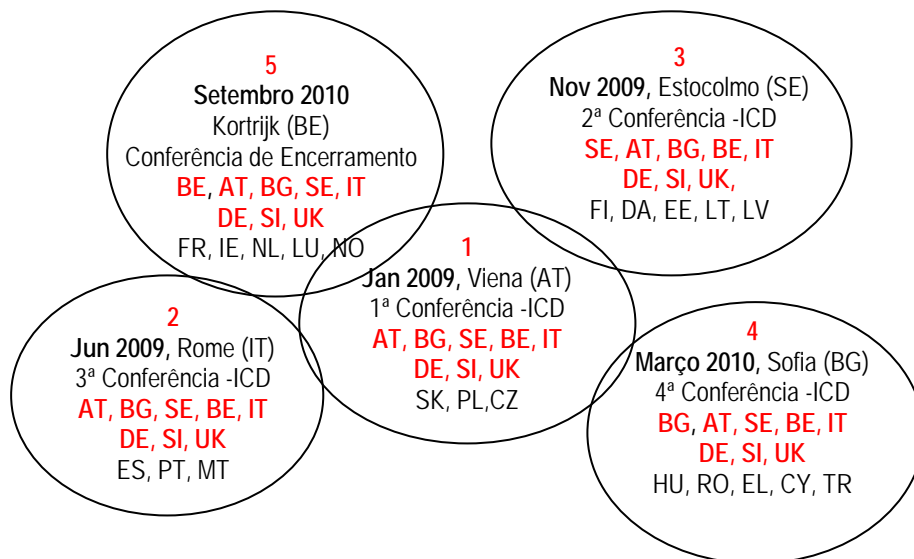 5
Setembro 2010
Kortrijk (BE)
Conferência de Encerramento
BE, AT, BG, SE, IT
DE, SI, UK
FR, IE, NL, LU, NO
3
Nov 2009, Estocolmo (SE)
2ª Conferência -ICD
SE, AT, BG, BE, IT
DE, SI, UK,
FI, DA, EE, LT, LV
1
Jan 2009, Viena (AT)
1ª Conferência -ICD
AT, BG, SE, BE, IT
DE, SI, UK
SK, PL,CZ
2
Jun 2009, Rome (IT)
3ª Conferência -ICD
AT, BG, SE, BE, IT
DE, SI, UK
ES, PT, MT
4
Março 2010, Sofia (BG)
4ª Conferência -ICD
BG, AT, SE, BE, IT
DE, SI, UK
HU, RO, EL, CY, TR